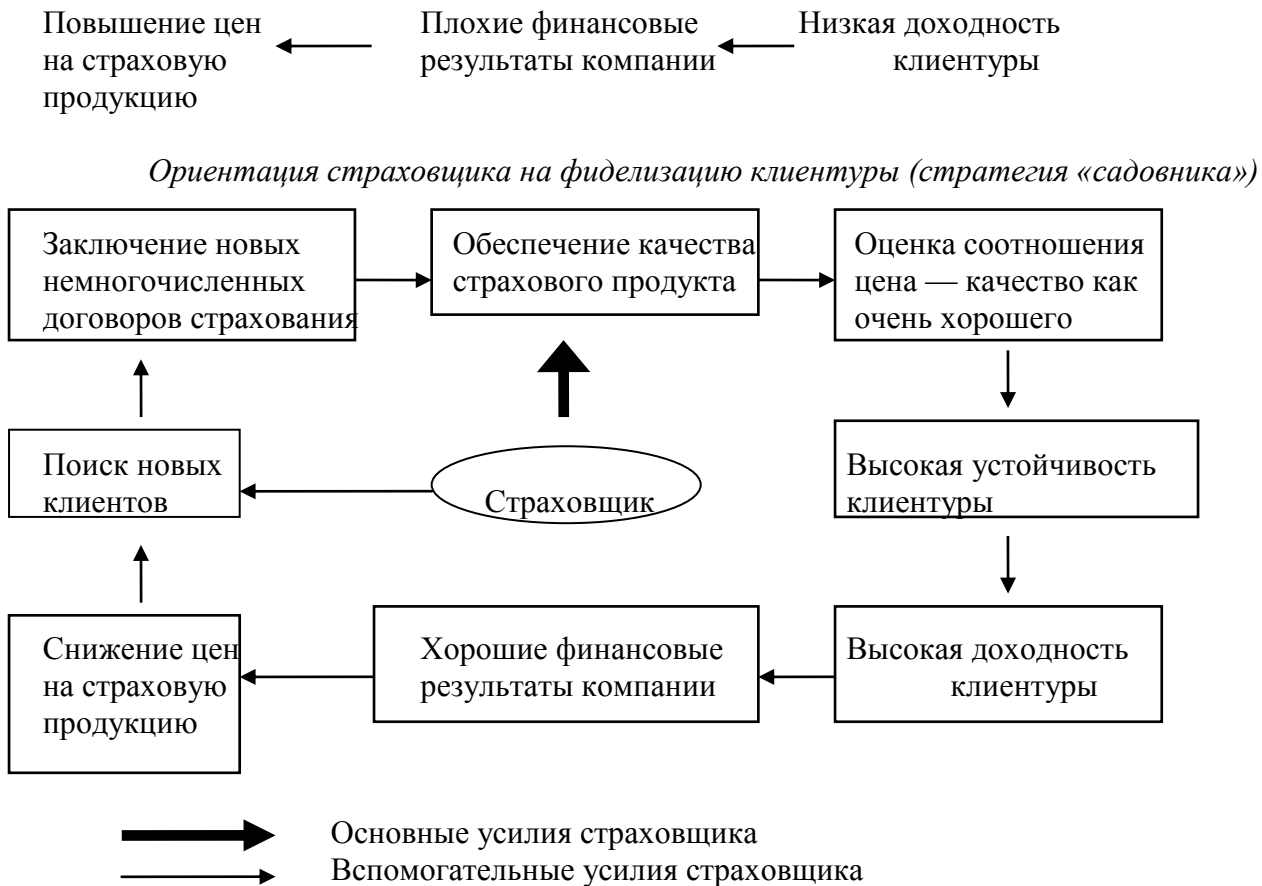 Повышение цен
на страховую
продукцию
Плохие финансовые
результаты компании
Низкая доходность
клиентуры
Ориентация страховщика на фиделизацию клиентуры (стратегия «садовника»)
Заключение новых
немногочисленных
договоров страхования
Обеспечение качества
страхового продукта
Оценка соотношения
цена — качество как
очень хорошего
Поиск новых
клиентов
Страховщик
Высокая устойчивость
клиентуры
Снижение цен
на страховую
продукцию
Хорошие финансовые
результаты компании
Высокая доходность
клиентуры
Основные усилия страховщика
Вспомогательные усилия страховщика